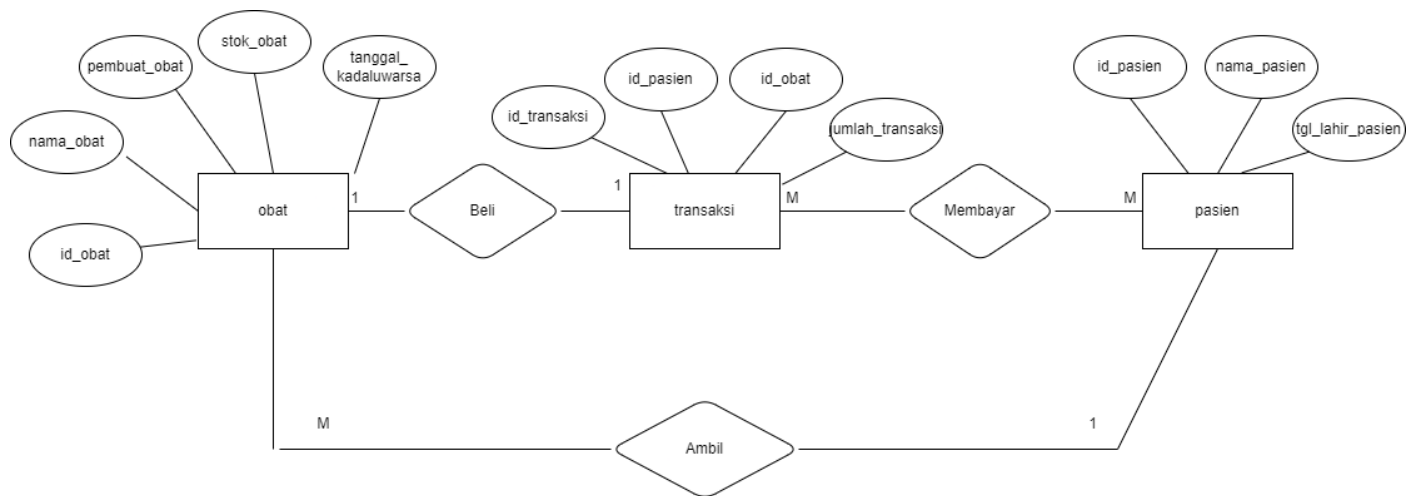 stok_obat
pembuat_obat
tanggal_
kadaluwarsa
nama_obat
id_obat
obat
1
Beli
1
id_transaksi
id_pasien
id_obat
jumlah_transaksi
transaksi
M
Membayar
M
id_pasien
nama_pasien
tgl_lahir_pasien
pasien
M
Ambil
1